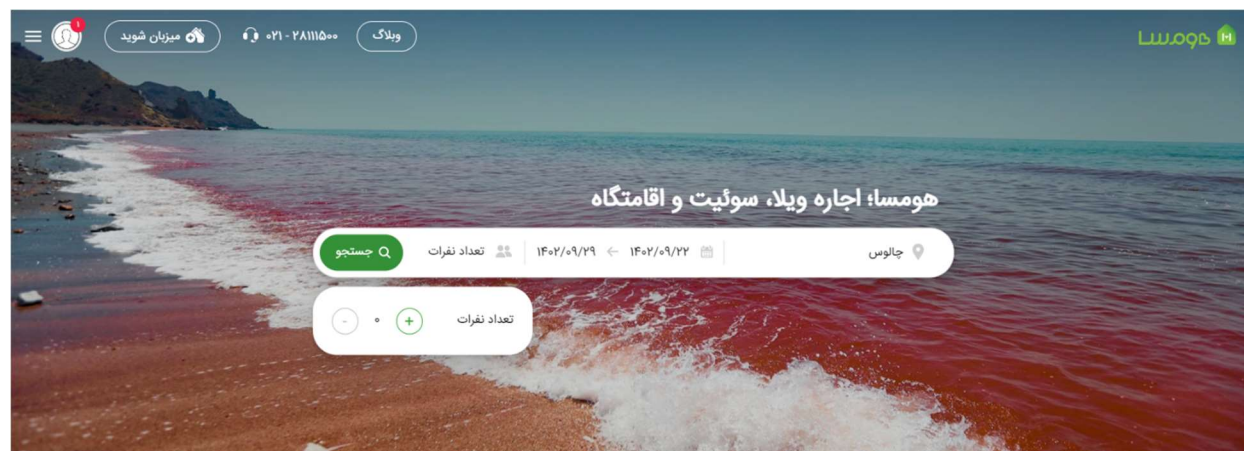 هومسا
وبلاگ
۰۲۱ - ۲۸۱۱۱۵۰۰
میزبان شوید
۱
هومسا؛ اجاره ویلا، سوئیت و اقامتگاه
چالوس
۱۴۰۲/۰۹/۲۲ ← ۱۴۰۲/۰۹/۲۹
تعداد نفرات
جستجو
تعداد نفرات
+ ۰ -